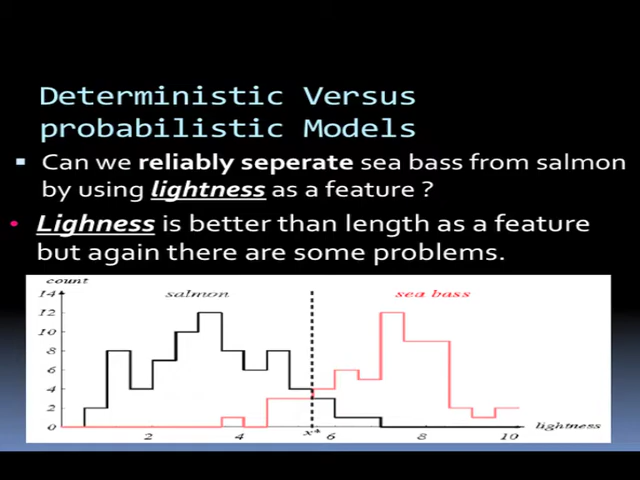 Deterministic Versus
probabilistic Models
Can we reliably seperate sea bass from salmon
by using lightness as a feature ?
Lighness is better than length as a feature
but again there are some problems.
count
salmon
sea bass
14
12
10
8
6
4
2
0
2
4
x*
6
8
10
lightness